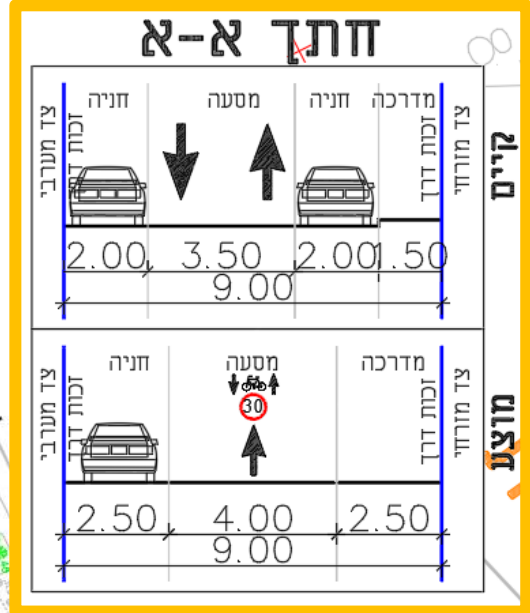 חתך א-א
קיים
צד מערבי
זכות דרך
חניה
מסעה
חניה
מדרכה
זכות דרך
צד מזרחי
2.00 3.50 2.00 1.50
9.00
מוצע
צד מערבי
זכות דרך
חניה
מסעה
מדרכה
זכות דרך
צד מזרחי
30
2.50 4.00 2.50
9.00